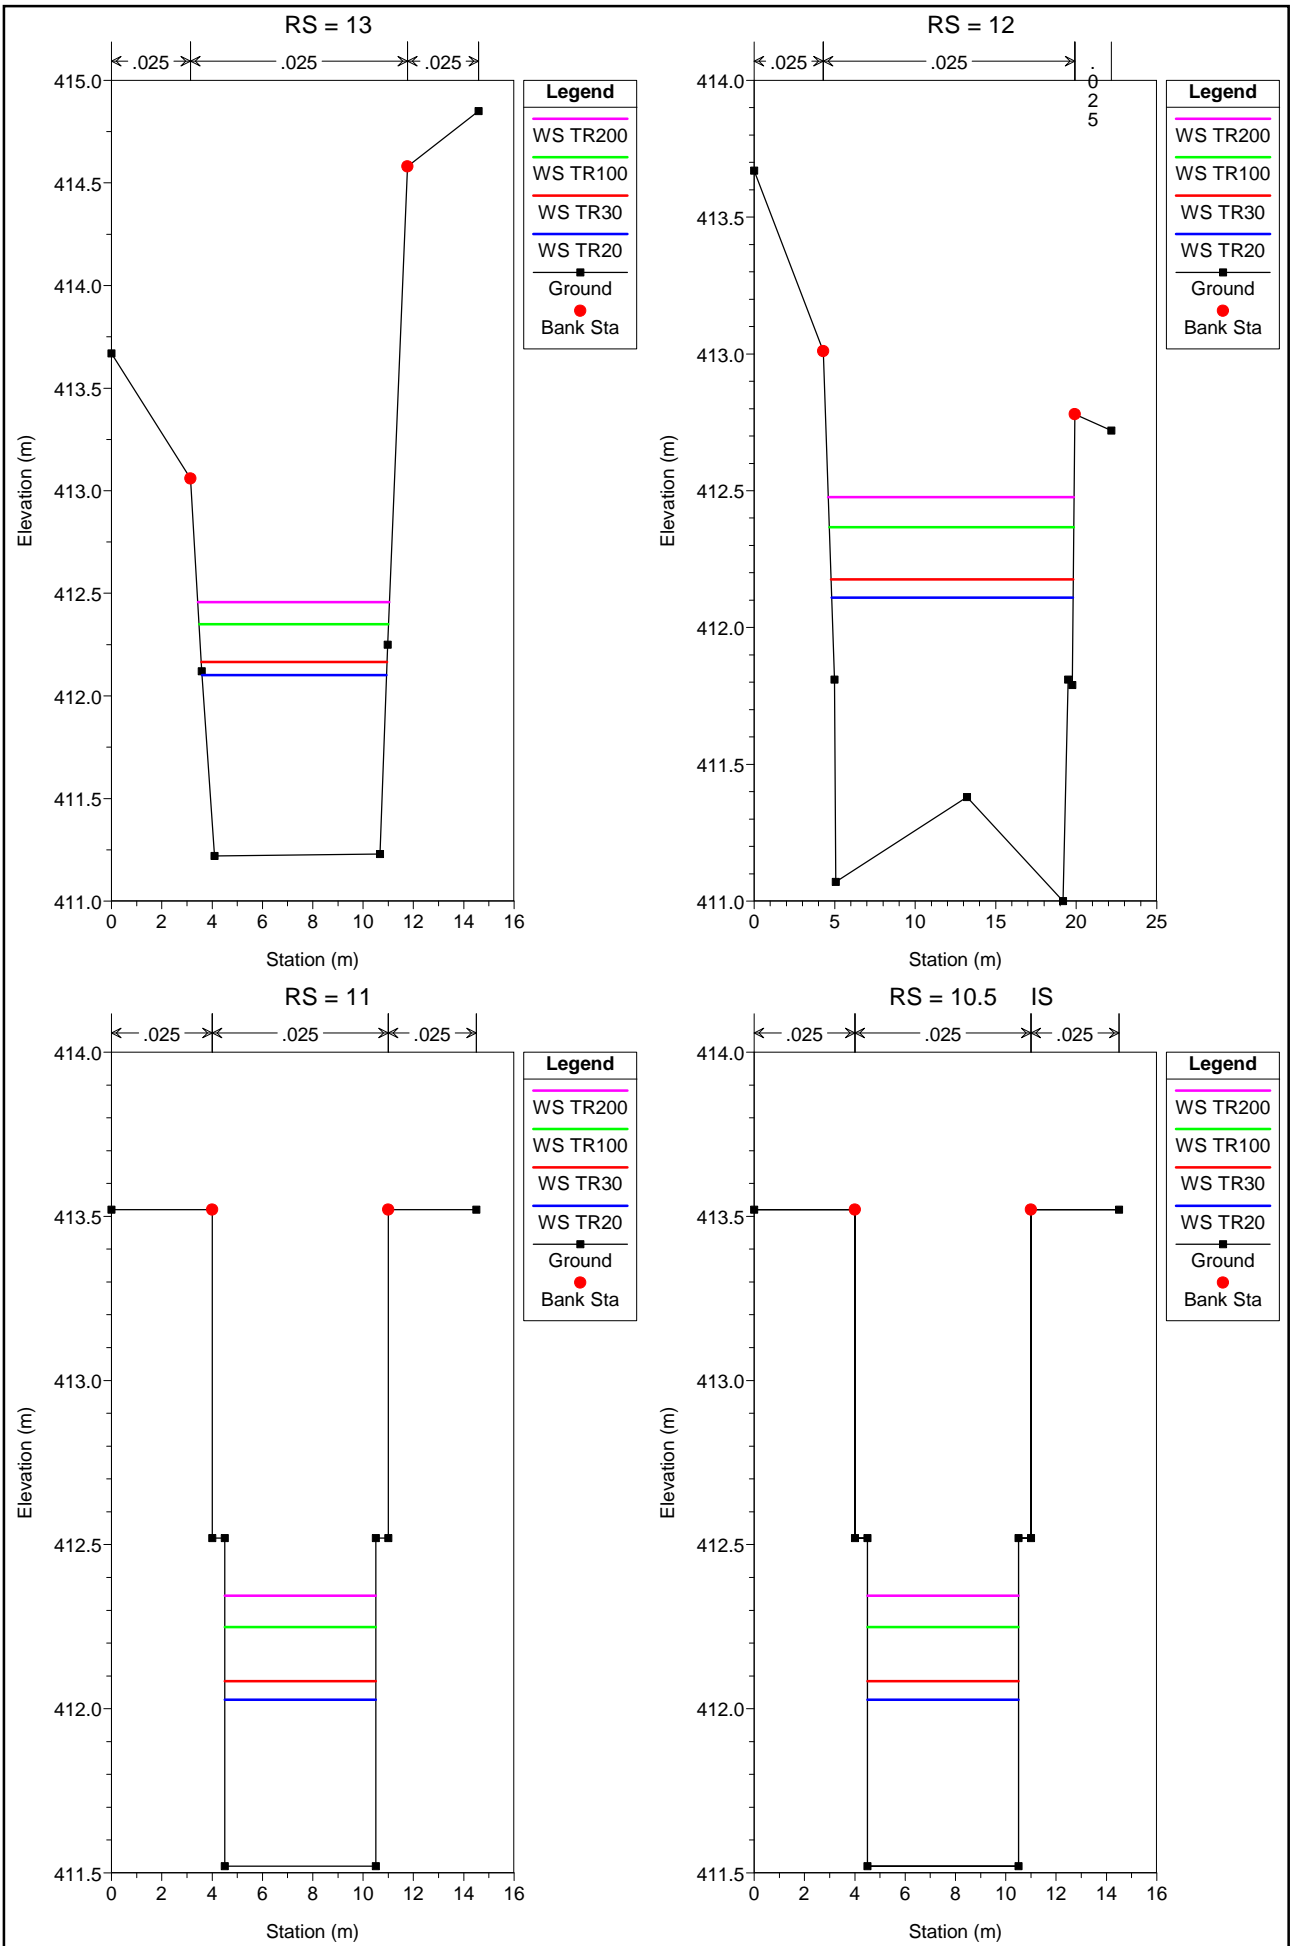 RS = 13
.025 .025 .025
415.0
414.5
414.0
413.5
413.0
412.5
412.0
411.5
411.0
Elevation (m)
0 2 4 6 8 10 12 14 16
Station (m)
Legend
WS TR200
WS TR100
WS TR30
WS TR20
Ground
Bank Sta
RS = 12
.025 .025 .025
414.0
413.5
413.0
412.5
412.0
411.5
411.0
Elevation (m)
0 5 10 15 20 25
Station (m)
Legend
WS TR200
WS TR100
WS TR30
WS TR20
Ground
Bank Sta
RS = 11
.025 .025 .025
414.0
413.5
413.0
412.5
412.0
411.5
Elevation (m)
0 2 4 6 8 10 12 14 16
Station (m)
Legend
WS TR200
WS TR100
WS TR30
WS TR20
Ground
Bank Sta
RS = 10.5 IS
.025 .025 .025
414.0
413.5
413.0
412.5
412.0
411.5
Elevation (m)
0 2 4 6 8 10 12 14 16
Station (m)
Legend
WS TR200
WS TR100
WS TR30
WS TR20
Ground
Bank Sta